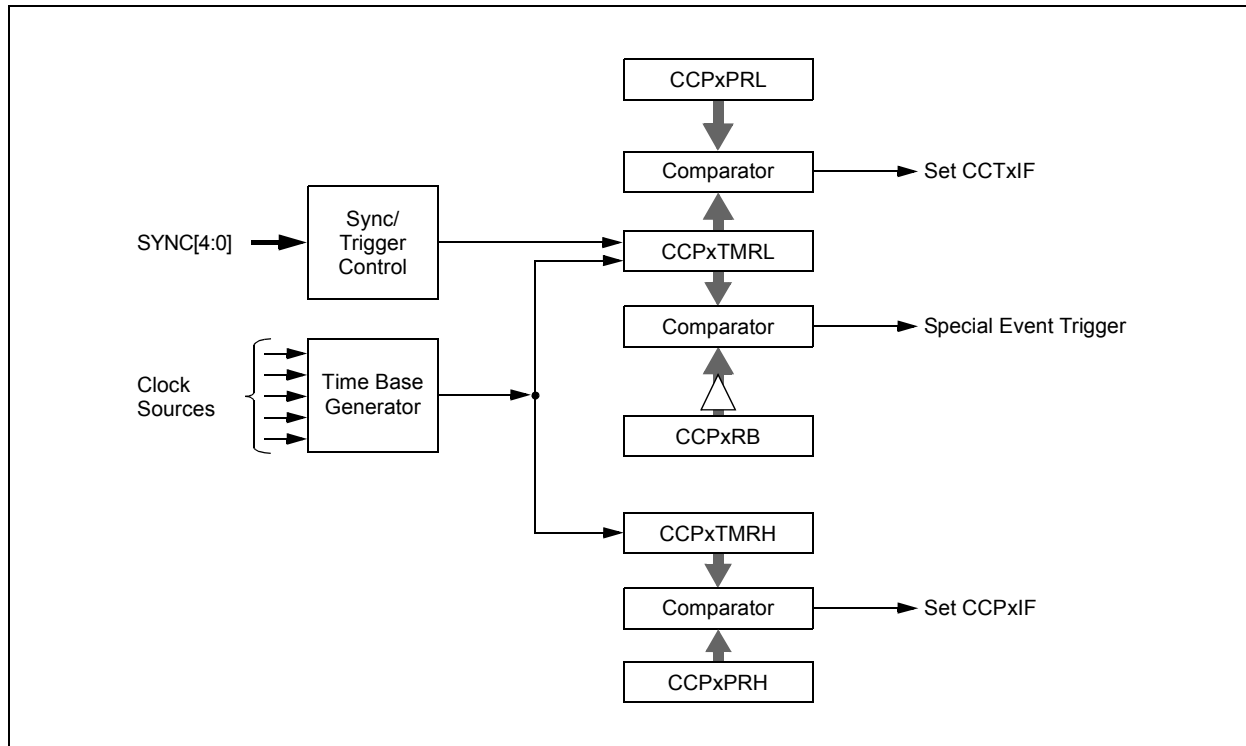 CCPxPRL
Comparator
Set CCTxIF
Sync/
Trigger
Control
SYNC[4:0]
CCPxTMRL
Comparator
Special Event Trigger
Clock
Sources
Time Base
Generator
CCPxRB
CCPxTMRH
Comparator
Set CCPxIF
CCPxPRH